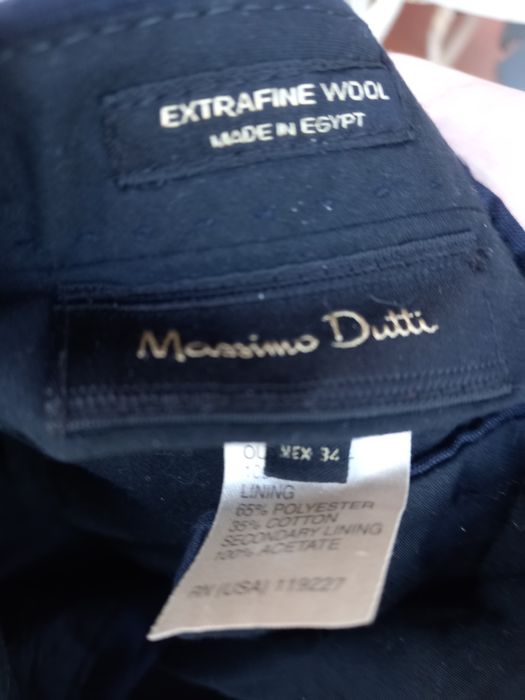 EXTRAFINE WOOL
MADE IN EGYPT
Massimo Dutti
MEX 34
LINING
65% POLYESTER
35% COTTON
SECONDARY LINING
100% ACETATE
RN (USA) 119227